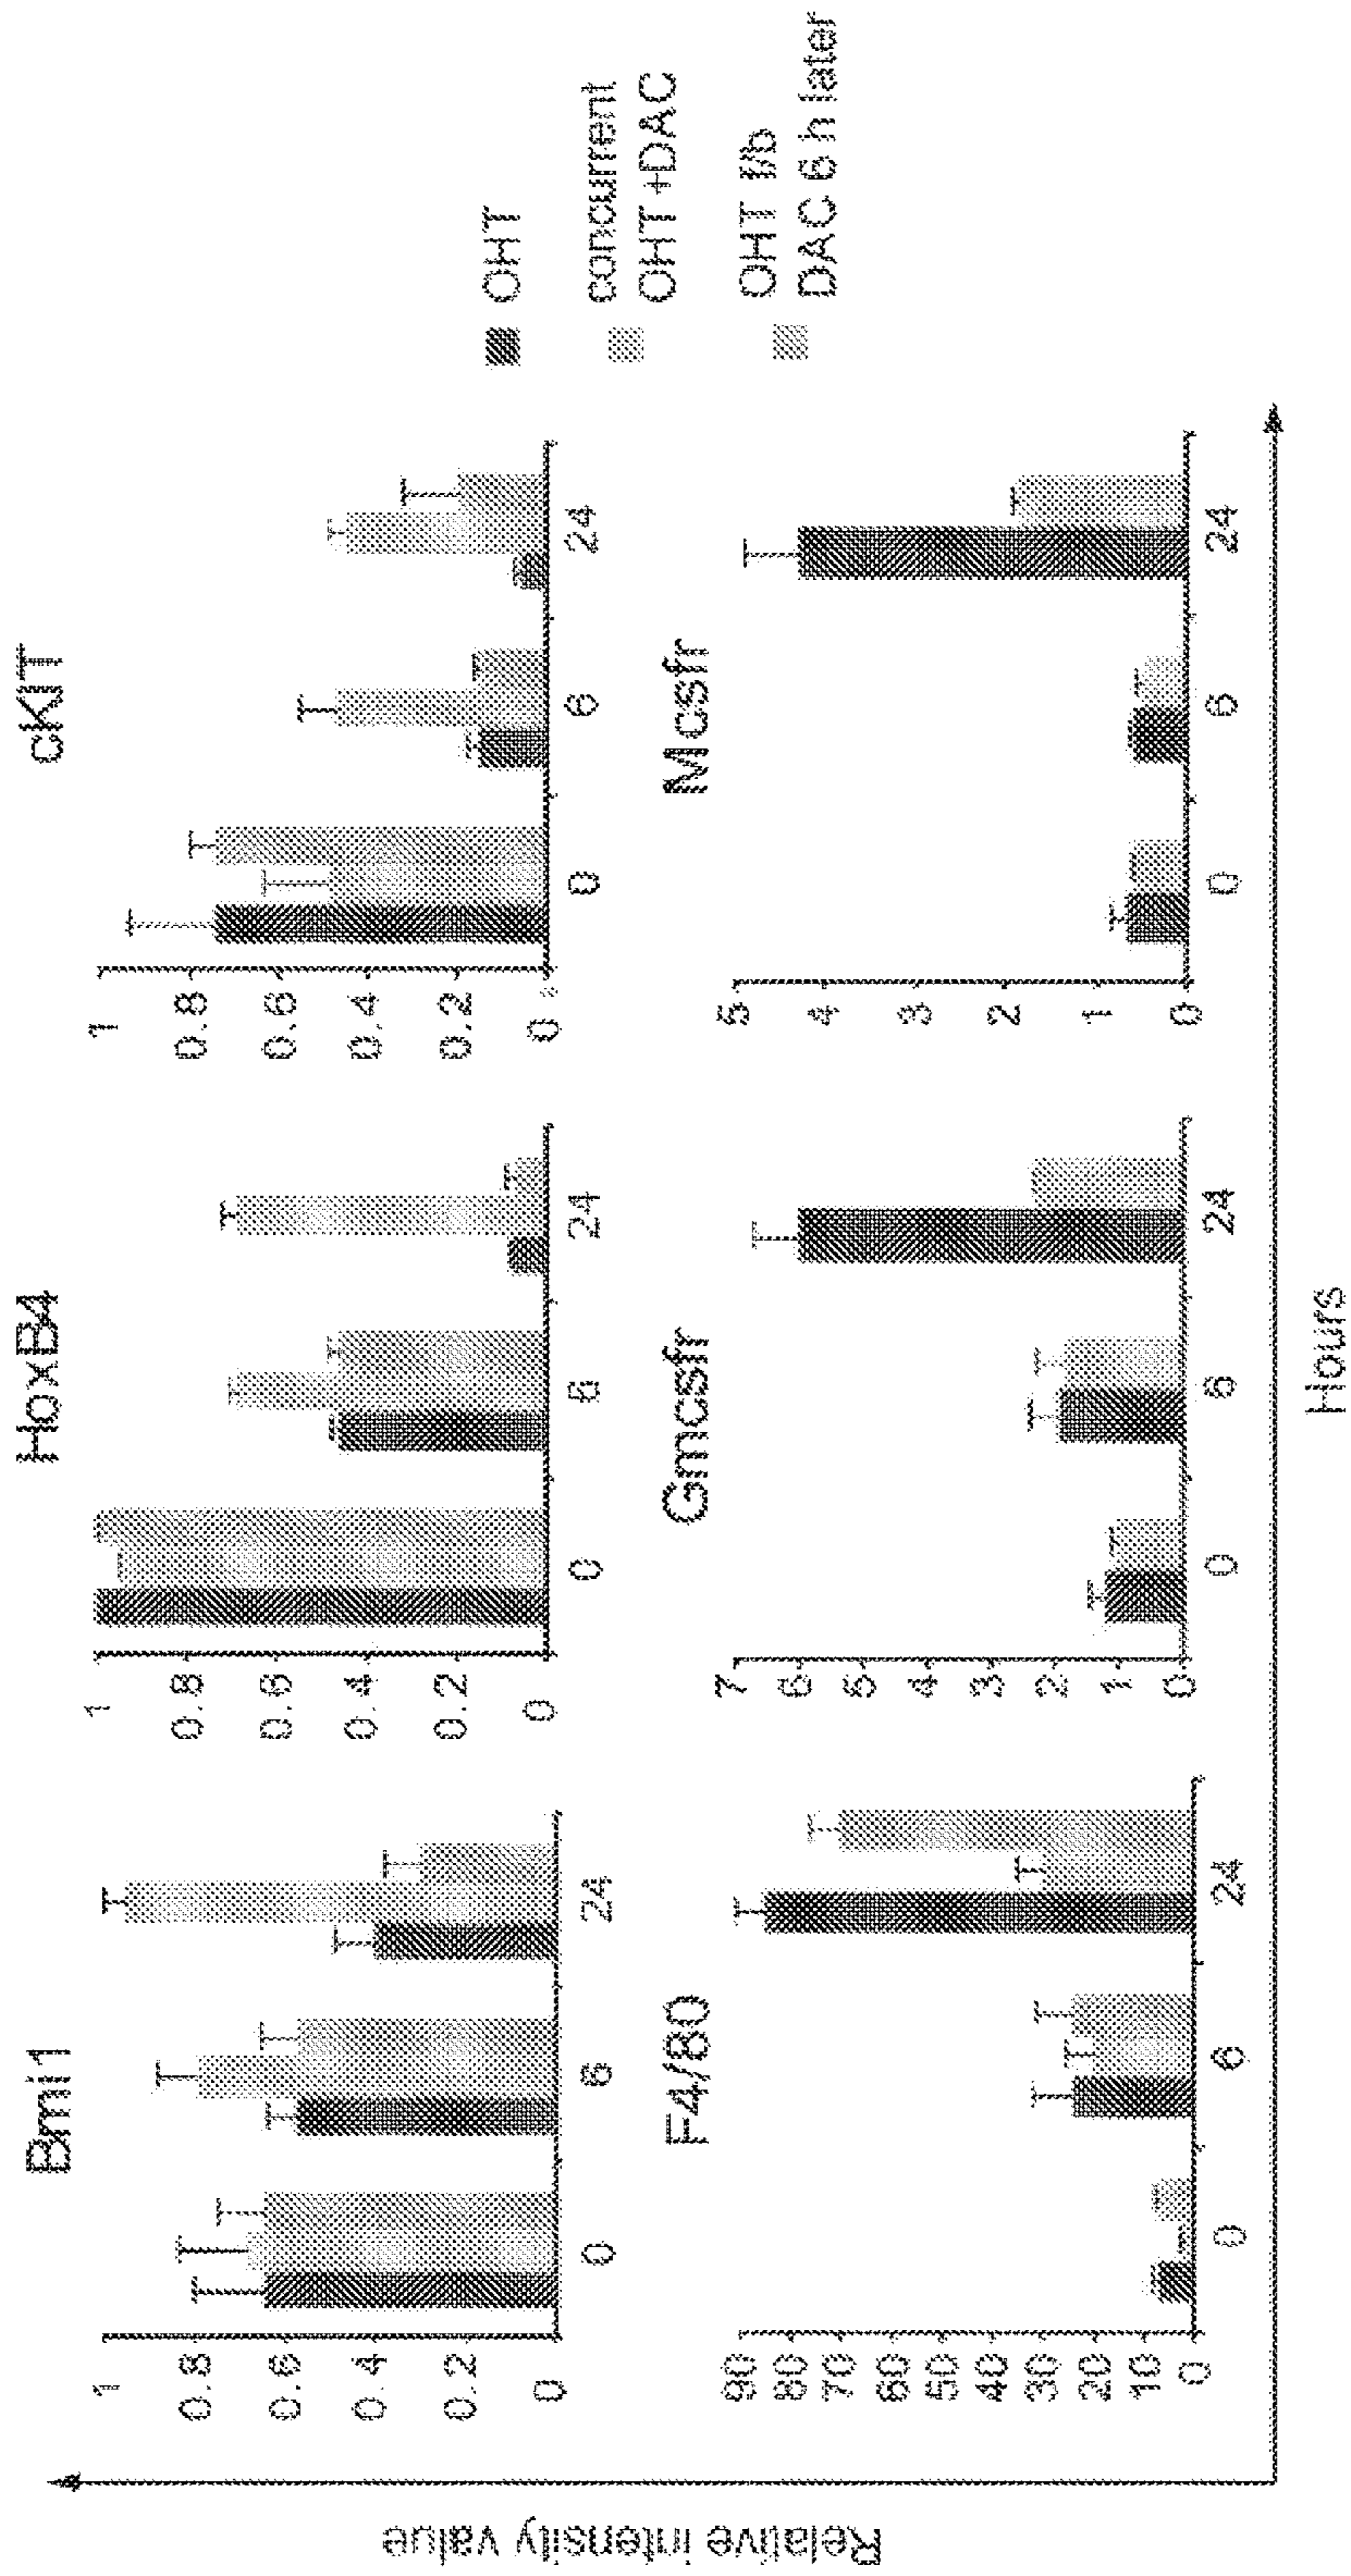 Relative intensity value
Bmi1
1
0.8
0.6
0.4
0.2
0
0 6 24
HoxB4
1
0.8
0.6
0.4
0.2
0
0 6 24
cKIT
1
0.8
0.6
0.4
0.2
0
0 6 24
F4/80
90
80
70
60
50
40
30
20
10
0
0 6 24
Gmcsfr
7
6
5
4
3
2
1
0
0 6 24
Mcsfr
5
4
3
2
1
0
0 6 24
Hours
OHT
concurrent
OHT+DAC
OHT f/b
DAC 6 h later